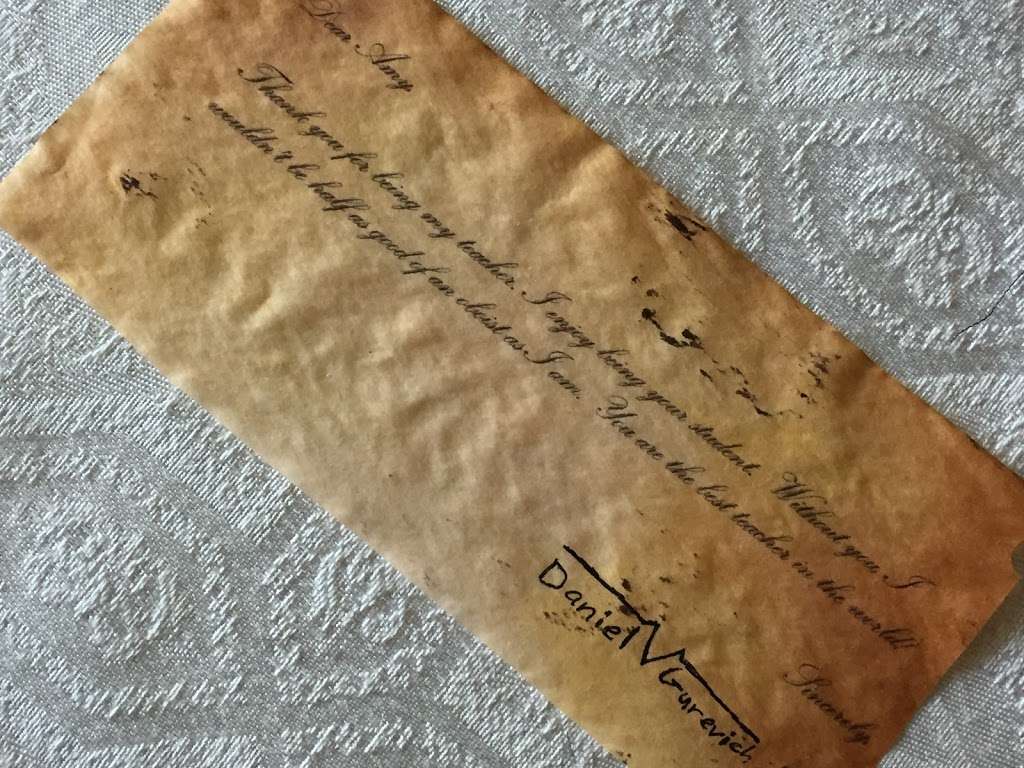 Dear Amy,
Thank you for being my teacher. I enjoy being your student. Without you I
wouldn't be half as good of an oboist as I am. You are the best teacher in the world!
Sincerely,
Daniel Gurevich